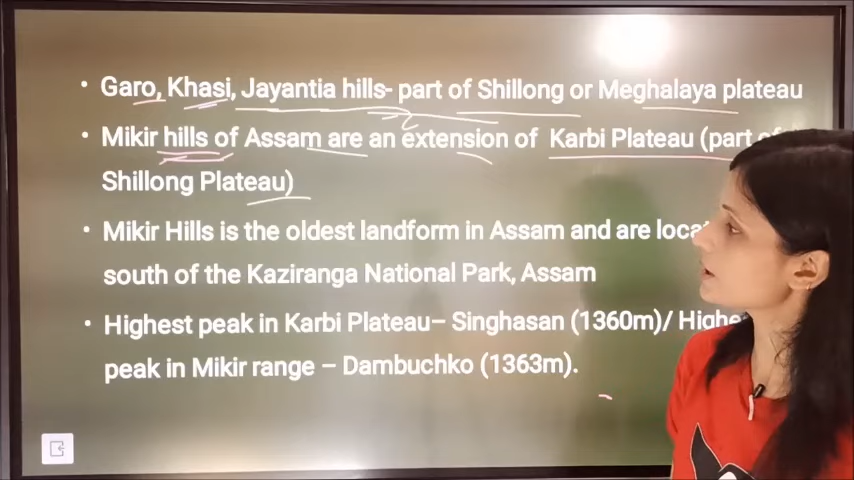 Garo, Khasi, Jayantia hills- part of Shillong or Meghalaya plateau
Mikir hills of Assam are an extension of Karbi Plateau (part of
Shillong Plateau)
Mikir Hills is the oldest landform in Assam and are
south of the Kaziranga National Park, Assam
Highest peak in Karbi Plateau– Singhasan (1360m)/
peak in Mikir range – Dambuchko (1363m).